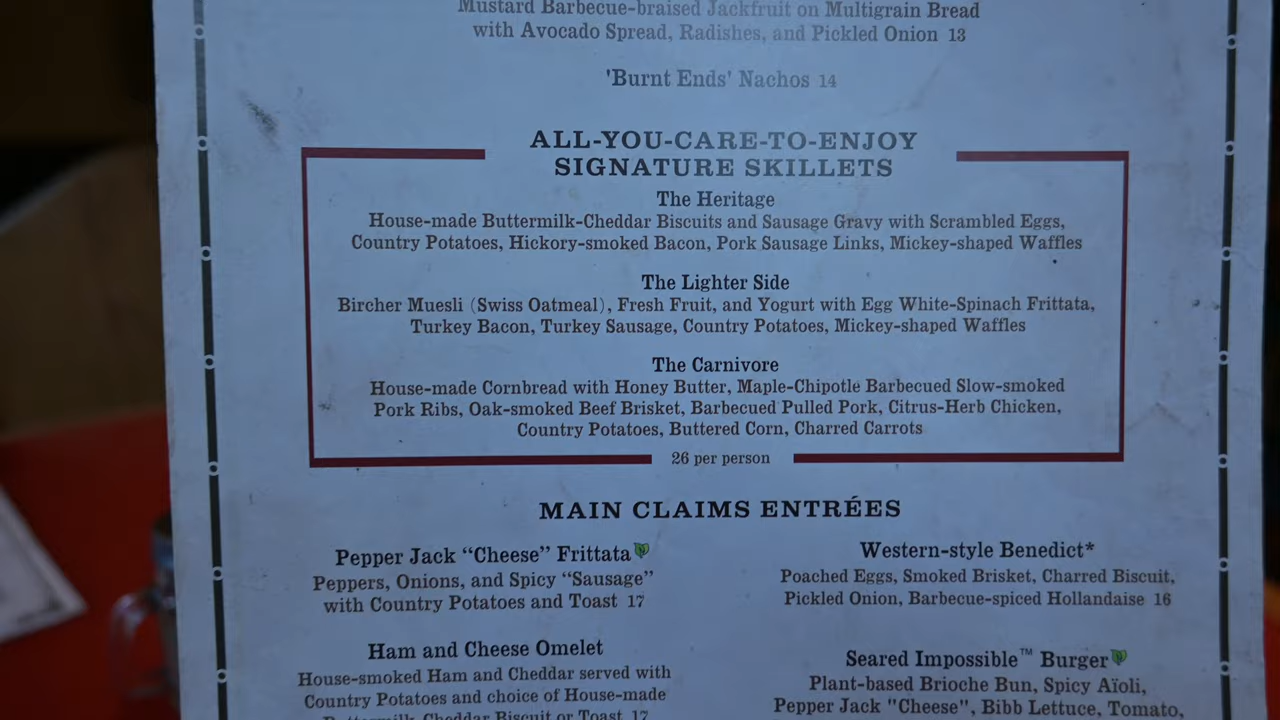 Mustard Barbecue-braised Jackfruit on Multigrain Bread
with Avocado Spread, Radishes, and Pickled Onion 13
'Burnt Ends' Nachos 14
ALL-YOU-CARE-TO-ENJOY
SIGNATURE SKILLETS
The Heritage
House-made Buttermilk-Cheddar Biscuits and Sausage Gravy with Scrambled Eggs,
Country Potatoes, Hickory-smoked Bacon, Pork Sausage Links, Mickey-shaped Waffles
The Lighter Side
Bircher Muesli (Swiss Oatmeal), Fresh Fruit, and Yogurt with Egg White-Spinach Frittata,
Turkey Bacon, Turkey Sausage, Country Potatoes, Mickey-shaped Waffles
The Carnivore
House-made Cornbread with Honey Butter, Maple-Chipotle Barbecued Slow-smoked
Pork Ribs, Oak-smoked Beef Brisket, Barbecued Pulled Pork, Citrus-Herb Chicken,
Country Potatoes, Buttered Corn, Charred Carrots
26 per person
MAIN CLAIMS ENTRÉES
Pepper Jack “Cheese” Frittata
Peppers, Onions, and Spicy “Sausage”
with Country Potatoes and Toast 17
Ham and Cheese Omelet
House-smoked Ham and Cheddar served with
Country Potatoes and choice of House-made
Buttermilk-Cheddar Biscuit or Toast 17
Western-style Benedict*
Poached Eggs, Smoked Brisket, Charred Biscuit,
Pickled Onion, Barbecue-spiced Hollandaise 16
Seared Impossible™ Burger
Plant-based Brioche Bun, Spicy Aïoli,
Pepper Jack "Cheese", Bibb Lettuce, Tomato,